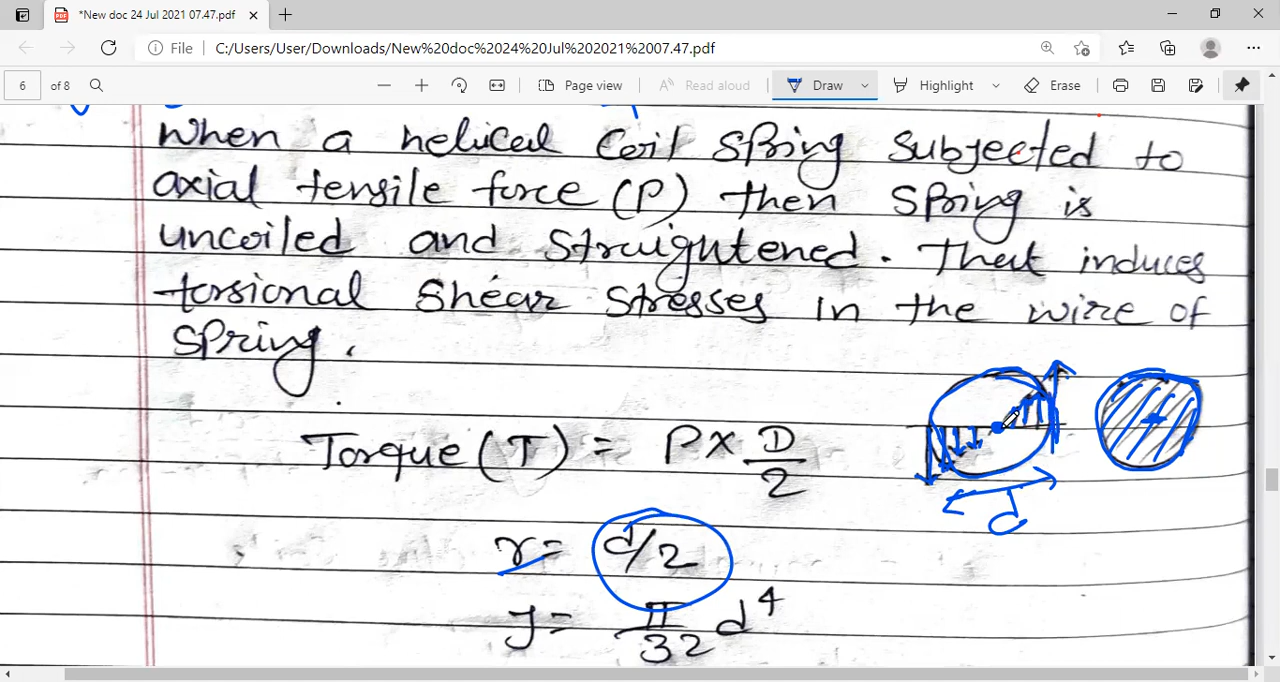 *New doc 24 Jul 2021 07.47.pdf
File C:/Users/User/Downloads/New%20doc%2024%20Jul%202021%2007.47.pdf
6 of 8 Page view Read aloud Draw Highlight Erase
When a helical Coil Spring Subjected to
axial tensile force (P) then Spring is
uncoiled and Straightened. That induces
torsional Shear Stresses in the wire of
Spring.
Torque (T) = P × D/2
d
r = d/2
J = π/32 d⁴